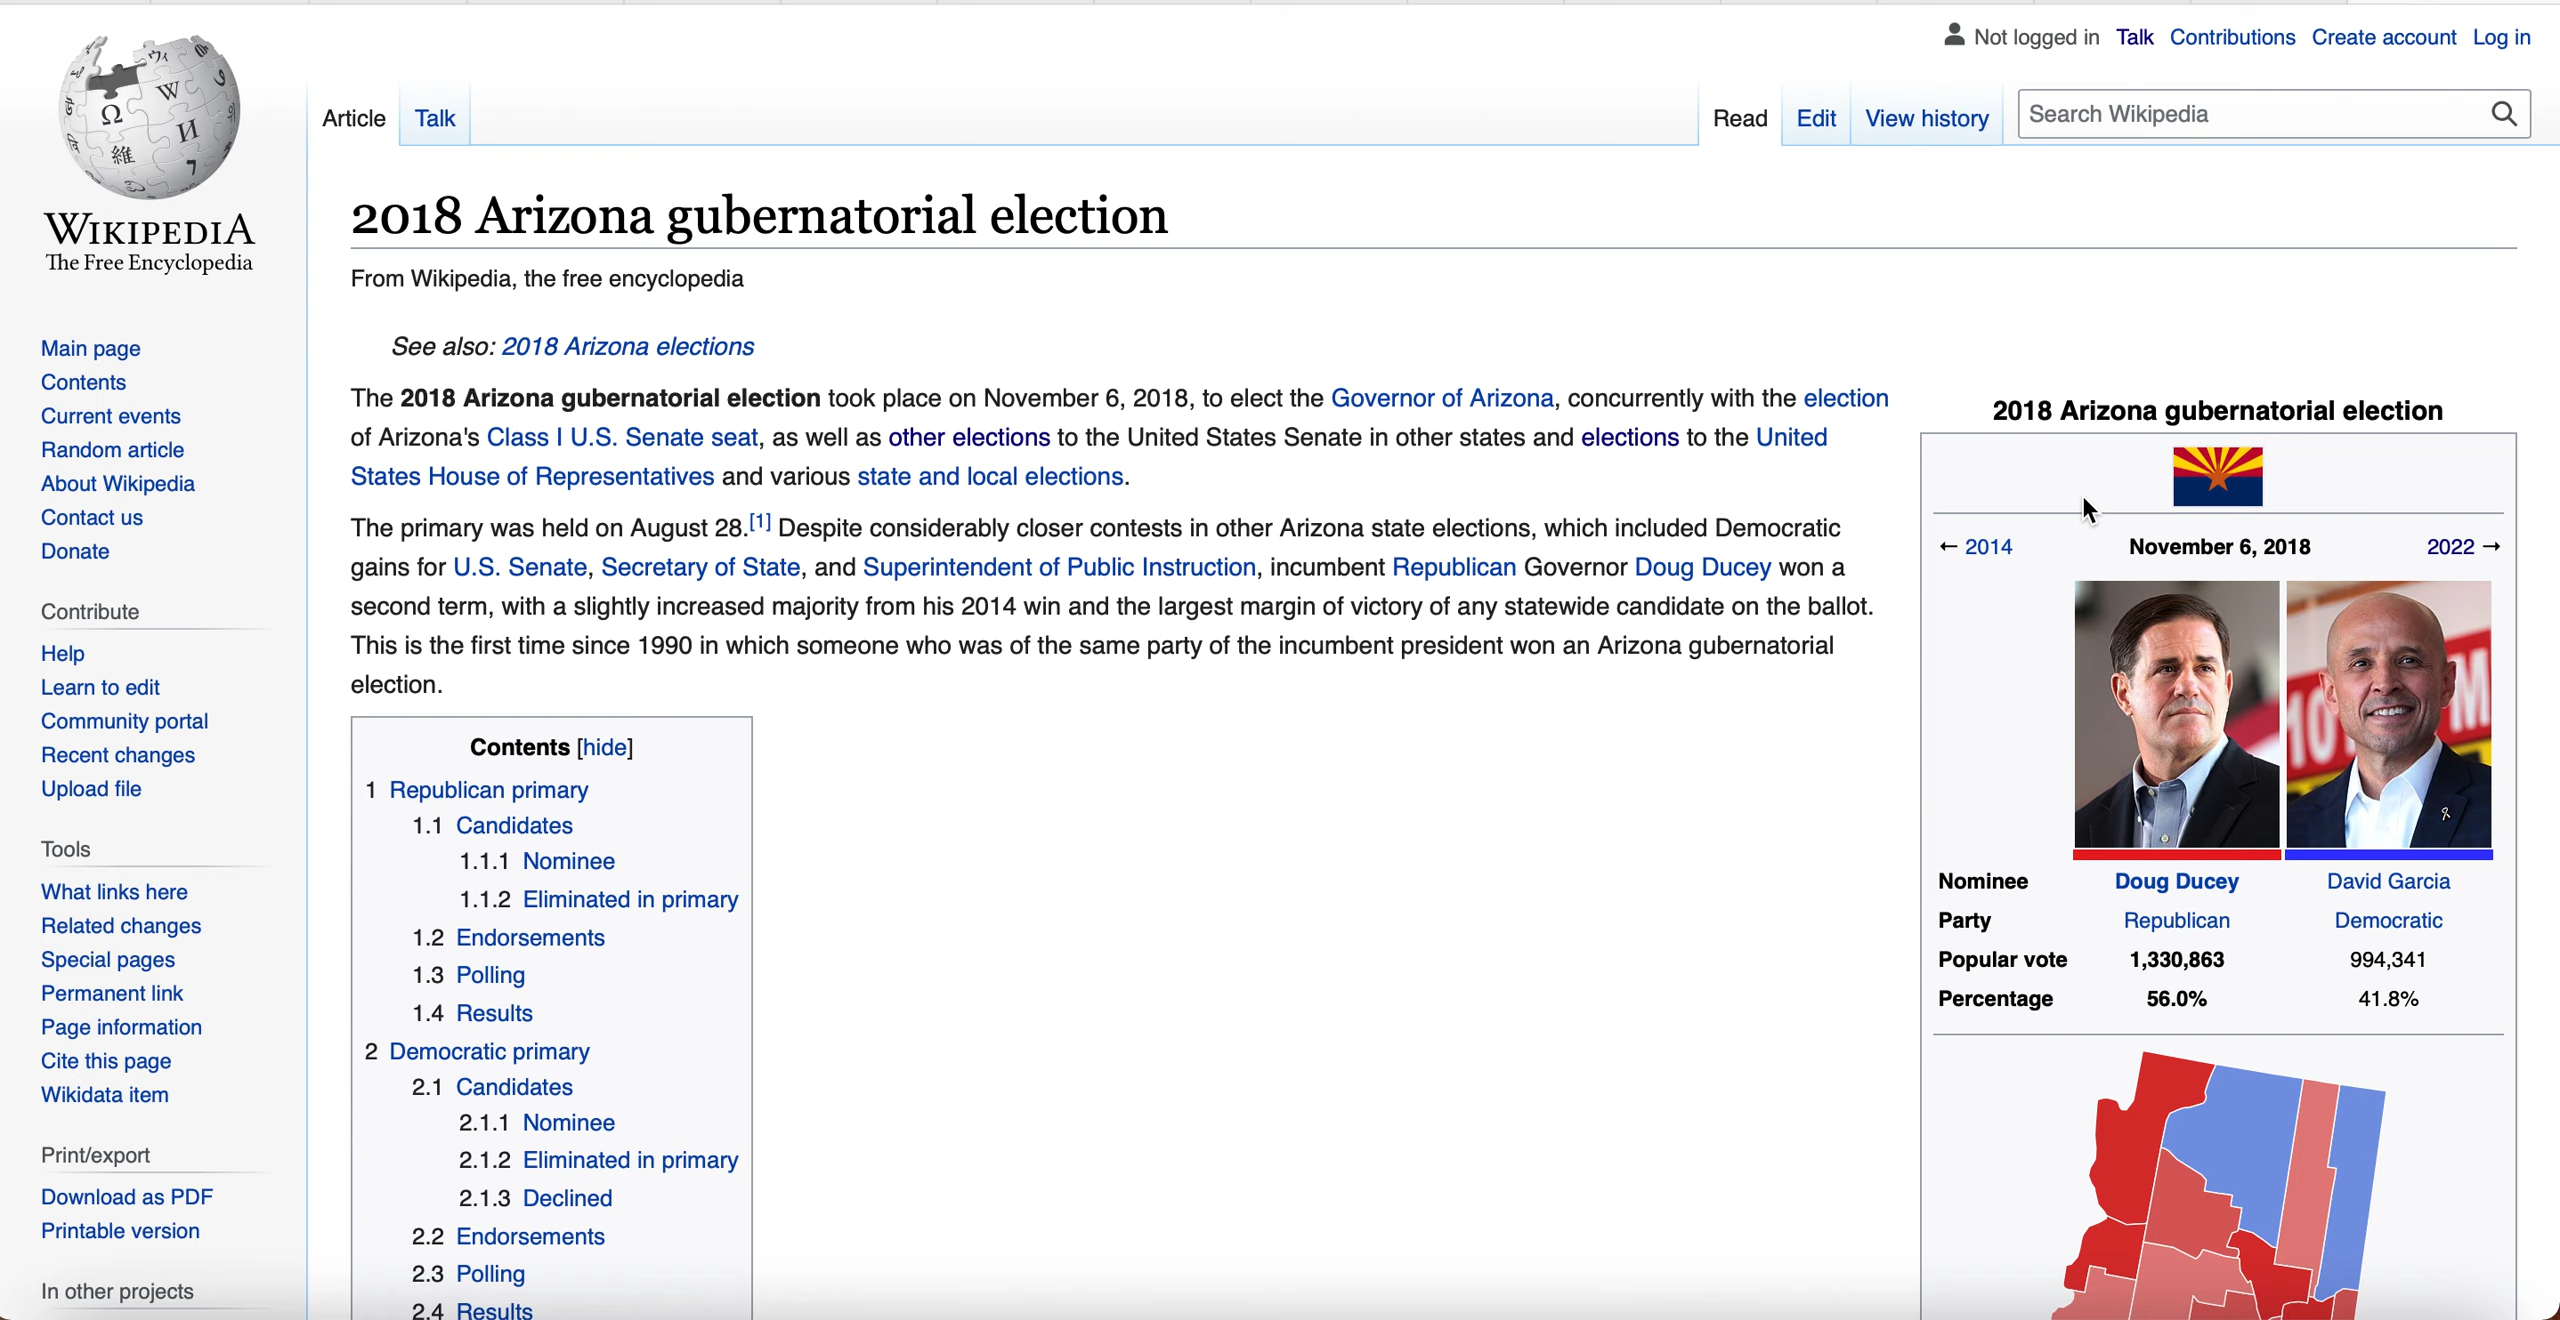 Not logged in Talk Contributions Create account Log in
Article Talk Read Edit View history Search Wikipedia
WIKIPEDIA
The Free Encyclopedia
Main page
Contents
Current events
Random article
About Wikipedia
Contact us
Donate
Contribute
Help
Learn to edit
Community portal
Recent changes
Upload file
Tools
What links here
Related changes
Special pages
Permanent link
Page information
Cite this page
Wikidata item
Print/export
Download as PDF
Printable version
In other projects
2018 Arizona gubernatorial election
From Wikipedia, the free encyclopedia
See also: 2018 Arizona elections
The 2018 Arizona gubernatorial election took place on November 6, 2018, to elect the Governor of Arizona, concurrently with the election
of Arizona's Class I U.S. Senate seat, as well as other elections to the United States Senate in other states and elections to the United
States House of Representatives and various state and local elections.
The primary was held on August 28.[1] Despite considerably closer contests in other Arizona state elections, which included Democratic
gains for U.S. Senate, Secretary of State, and Superintendent of Public Instruction, incumbent Republican Governor Doug Ducey won a
second term, with a slightly increased majority from his 2014 win and the largest margin of victory of any statewide candidate on the ballot.
This is the first time since 1990 in which someone who was of the same party of the incumbent president won an Arizona gubernatorial
election.
Contents [hide]
1 Republican primary
1.1 Candidates
1.1.1 Nominee
1.1.2 Eliminated in primary
1.2 Endorsements
1.3 Polling
1.4 Results
2 Democratic primary
2.1 Candidates
2.1.1 Nominee
2.1.2 Eliminated in primary
2.1.3 Declined
2.2 Endorsements
2.3 Polling
2.4 Results
2018 Arizona gubernatorial election
← 2014 November 6, 2018 2022 →
Nominee Doug Ducey David Garcia
Party Republican Democratic
Popular vote 1,330,863 994,341
Percentage 56.0% 41.8%